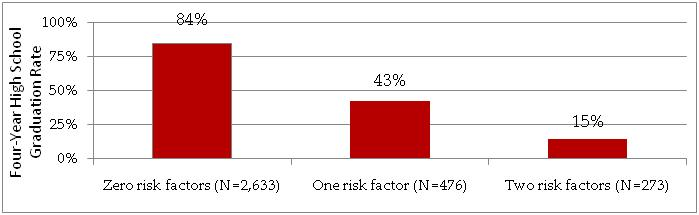 Four-Year High School
Graduation Rate
100%
75%
50%
25%
0%
84%
43%
15%
Zero risk factors (N=2,633)
One risk factor (N=476)
Two risk factors (N=273)